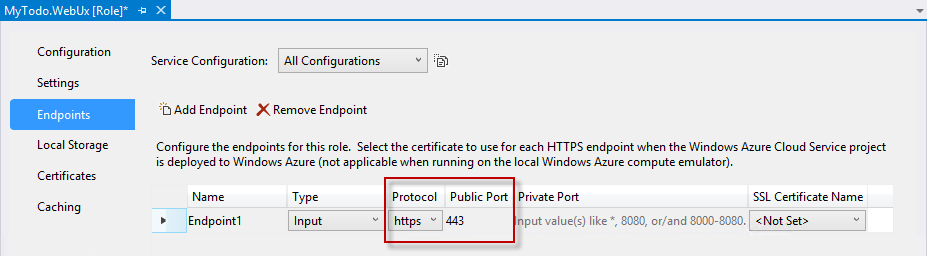 MyTodo.WebUx [Role]*
Configuration
Service Configuration: All Configurations
Settings
Endpoints
Add Endpoint Remove Endpoint
Local Storage
Configure the endpoints for this role. Select the certificate to use for each HTTPS endpoint when the Windows Azure Cloud Service project
is deployed to Windows Azure (not applicable when running on the local Windows Azure compute emulator).
Certificates
Caching
Name Type Protocol Public Port Private Port SSL Certificate Name
Endpoint1 Input https 443 Input value(s) like *, 8080, or/and 8000-8080. <Not Set>